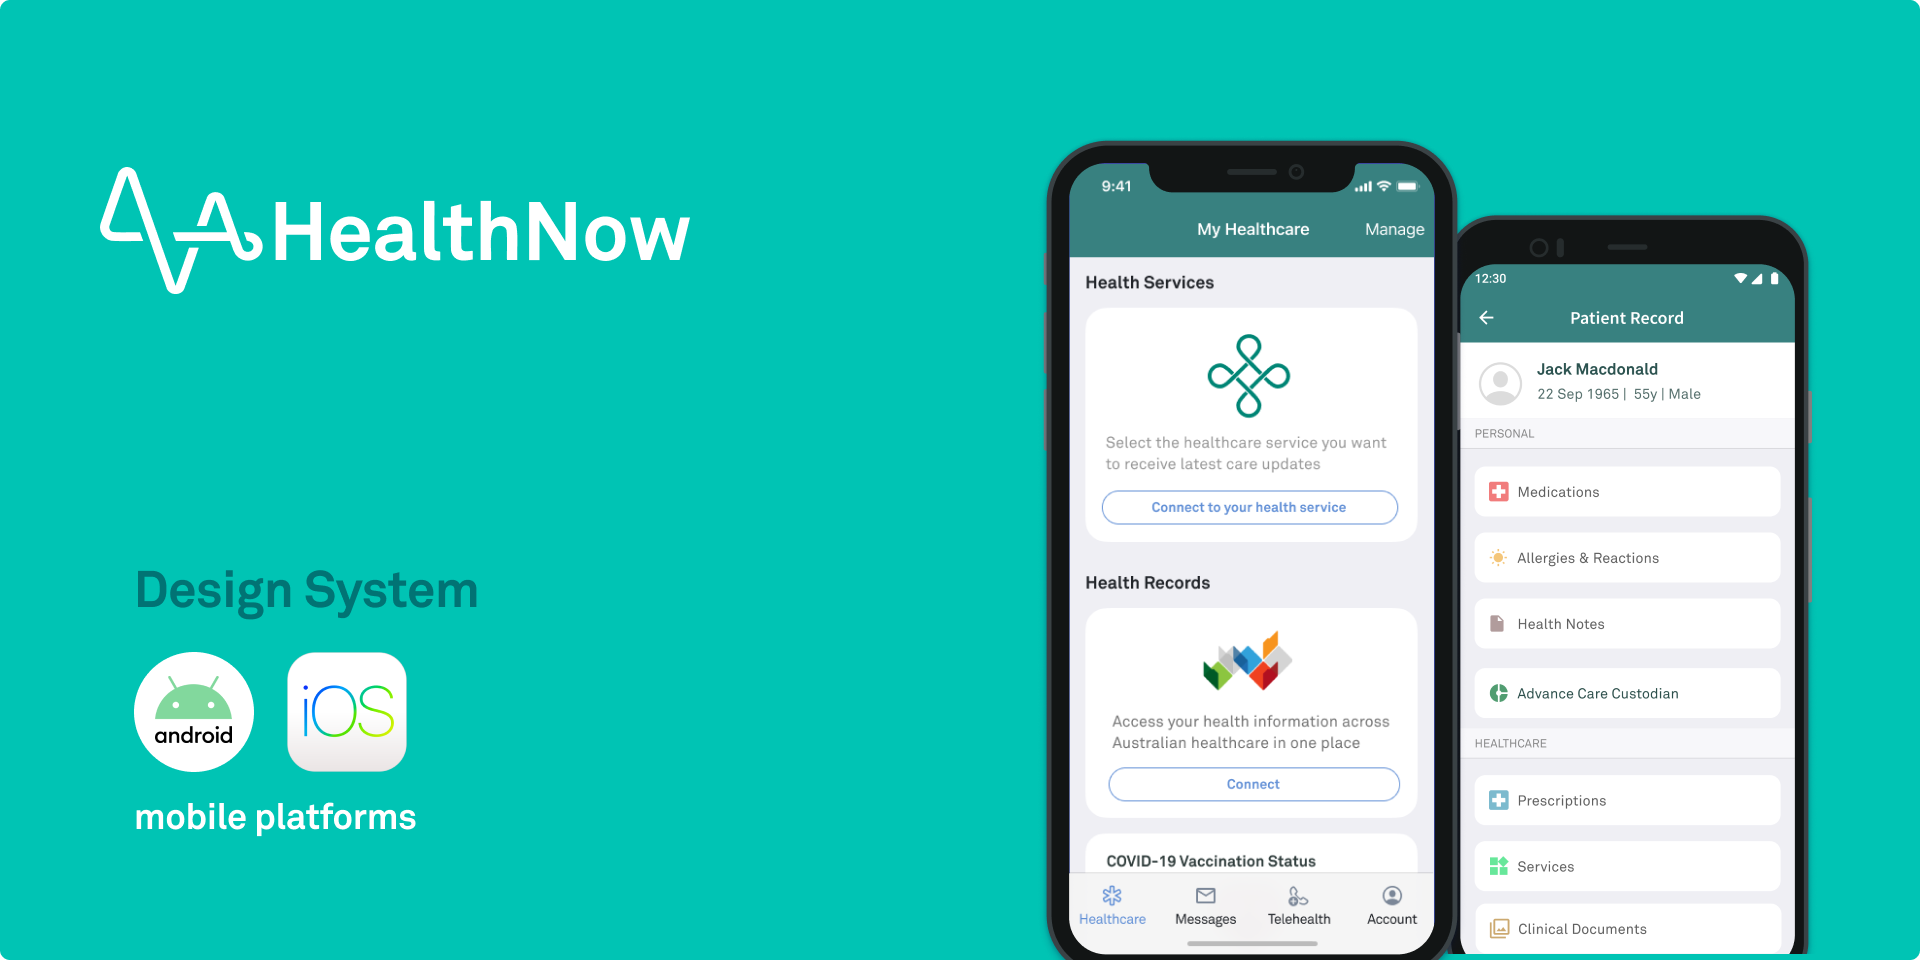 HealthNow
Design System
android
iOS
mobile platforms
9:41
My Healthcare
Manage
Health Services
Select the healthcare service you want
to receive latest care updates
Connect to your health service
Health Records
Access your health information across
Australian healthcare in one place
Connect
COVID-19 Vaccination Status
Healthcare
Messages
Telehealth
Account
12:30
Patient Record
Jack Macdonald
22 Sep 1965 | 55y | Male
PERSONAL
Medications
Allergies & Reactions
Health Notes
Advance Care Custodian
HEALTHCARE
Prescriptions
Services
Clinical Documents